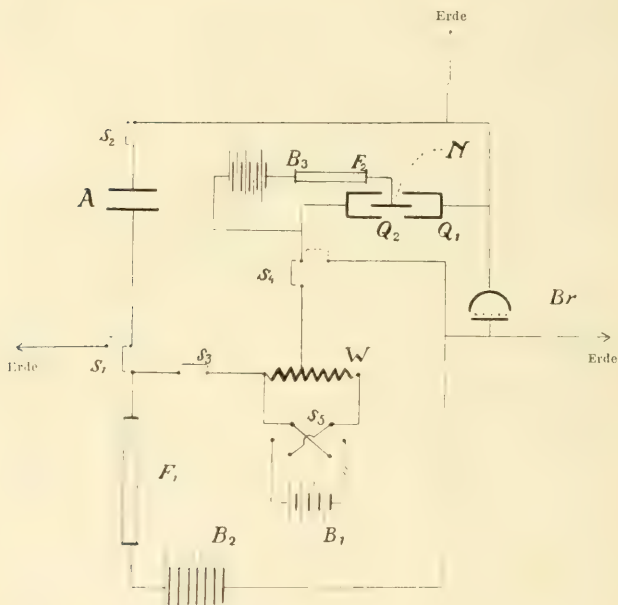 Erde
S₂
B₃ F₂ N
A
Q₂ Q₁
S₄
Br
Erde S₁ S₃ W Erde
S₅
F₁
B₂ B₁